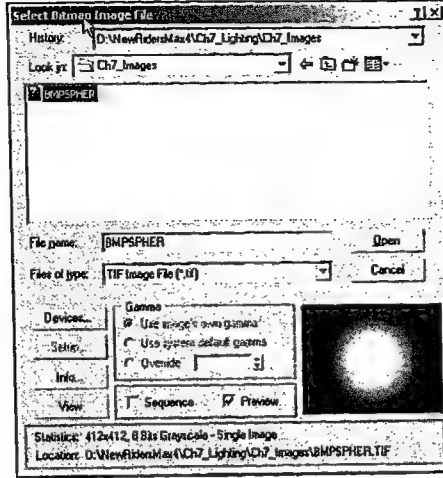 Select Bitmap Image File
History: D:\NewRidersMax4\Ch7_Lighting\Ch7_Images
Look in: Ch7_Images
BMPSPHER
File name: BMPSPHER Open
Files of type: TIF Image File (*.tif) Cancel
Devices... Gamma
Use image's own gamma
Setup... Use system default gamma
Info... Override
View Sequence Preview
Statistics: 412x412, 8 Bits Grayscale - Single Image
Location: D:\NewRidersMax4\Ch7_Lighting\Ch7_Images\BMPSPHER.TIF